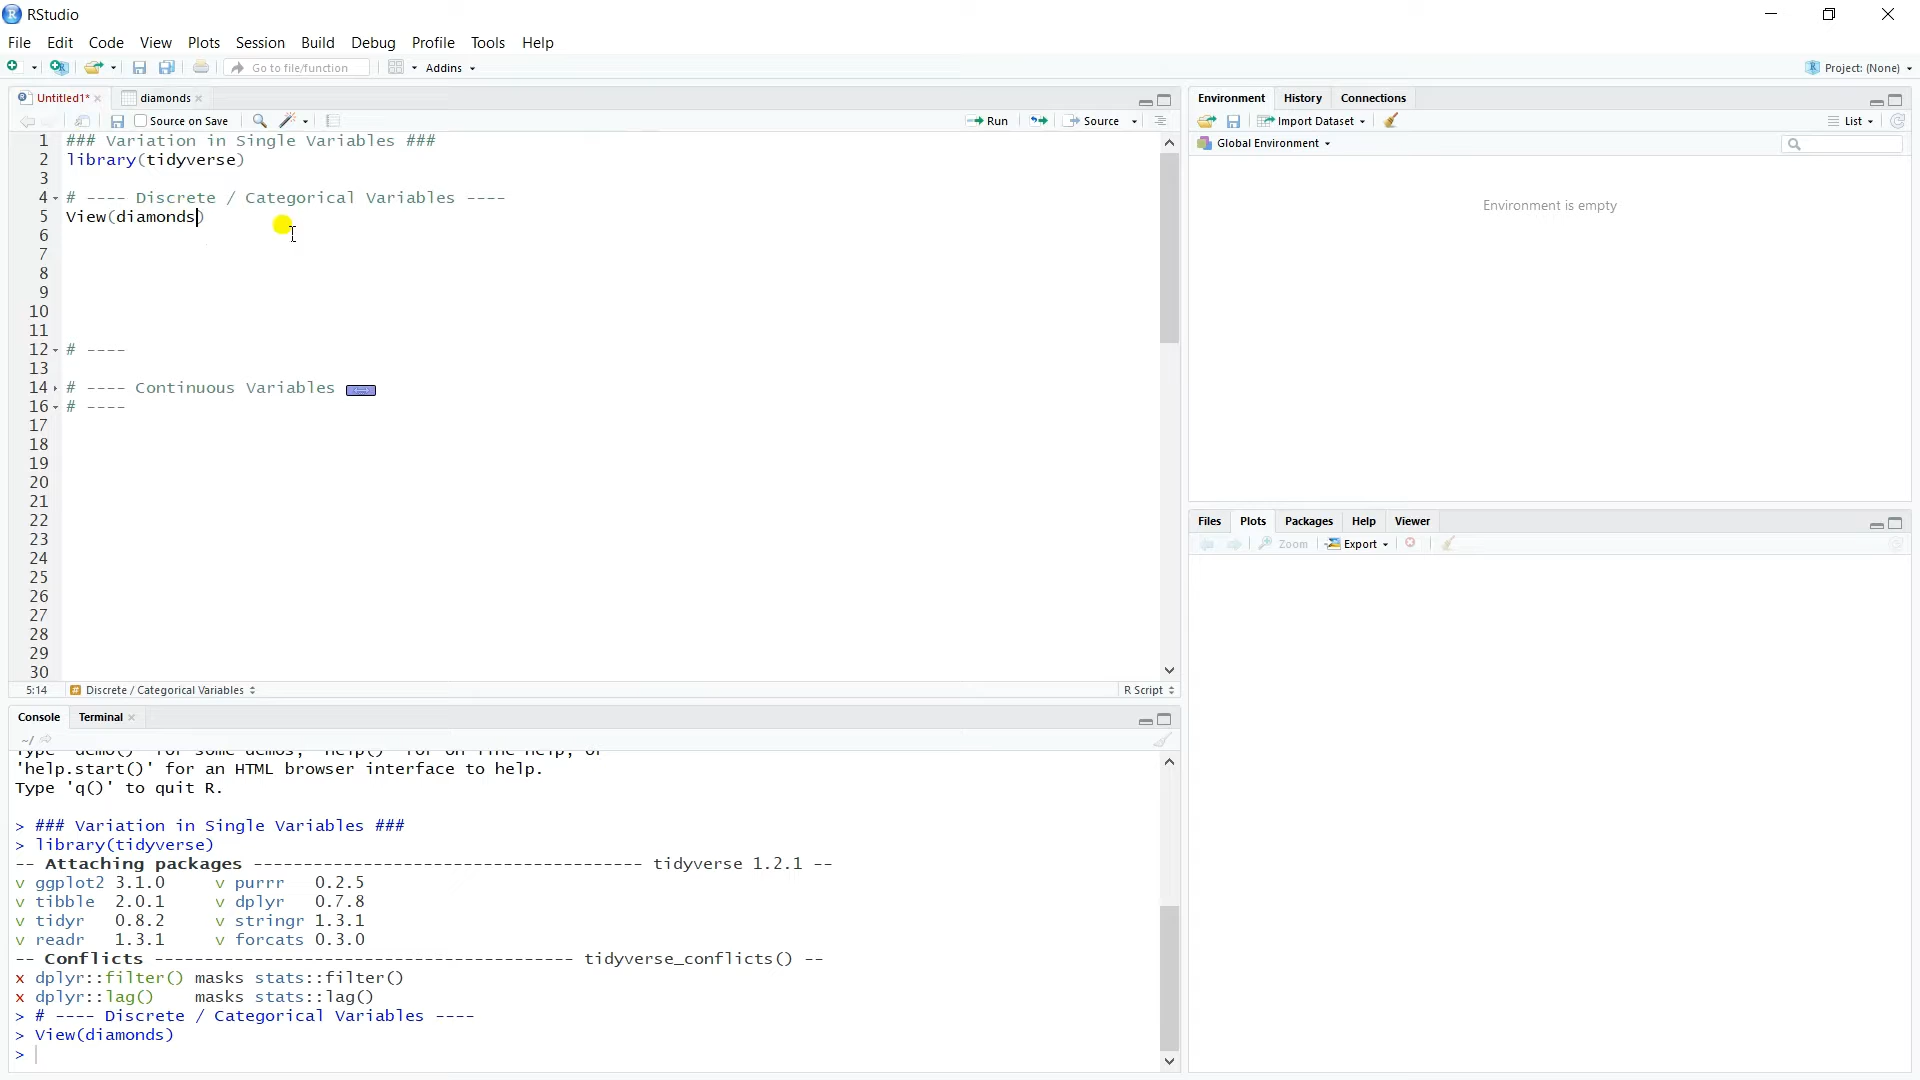 RStudio
File Edit Code View Plots Session Build Debug Profile Tools Help
Go to file/function Addins Project: (None)
Untitled1* diamonds
Source on Save Run Source
1 ### Variation in Single Variables ###
2 library(tidyverse)
3
4 # ---- Discrete / Categorical Variables ----
5 View(diamonds)
6
7
8
9
10
11
12 # ----
13
14 # ---- Continuous Variables
16 # ----
17
18
19
20
21
22
23
24
25
26
27
28
29
30
5:14 Discrete / Categorical Variables R Script
Console Terminal
~/
Type 'demo()' for some demos, 'help()' for on-line help, or
'help.start()' for an HTML browser interface to help.
Type 'q()' to quit R.
> ### Variation in Single Variables ###
> library(tidyverse)
-- Attaching packages --------------------------------------- tidyverse 1.2.1 --
v ggplot2 3.1.0 v purrr 0.2.5
v tibble 2.0.1 v dplyr 0.7.8
v tidyr 0.8.2 v stringr 1.3.1
v readr 1.3.1 v forcats 0.3.0
-- Conflicts ------------------------------------------ tidyverse_conflicts() --
x dplyr::filter() masks stats::filter()
x dplyr::lag() masks stats::lag()
> # ---- Discrete / Categorical Variables ----
> View(diamonds)
>
Environment History Connections
Import Dataset List
Global Environment
Environment is empty
Files Plots Packages Help Viewer
Zoom Export